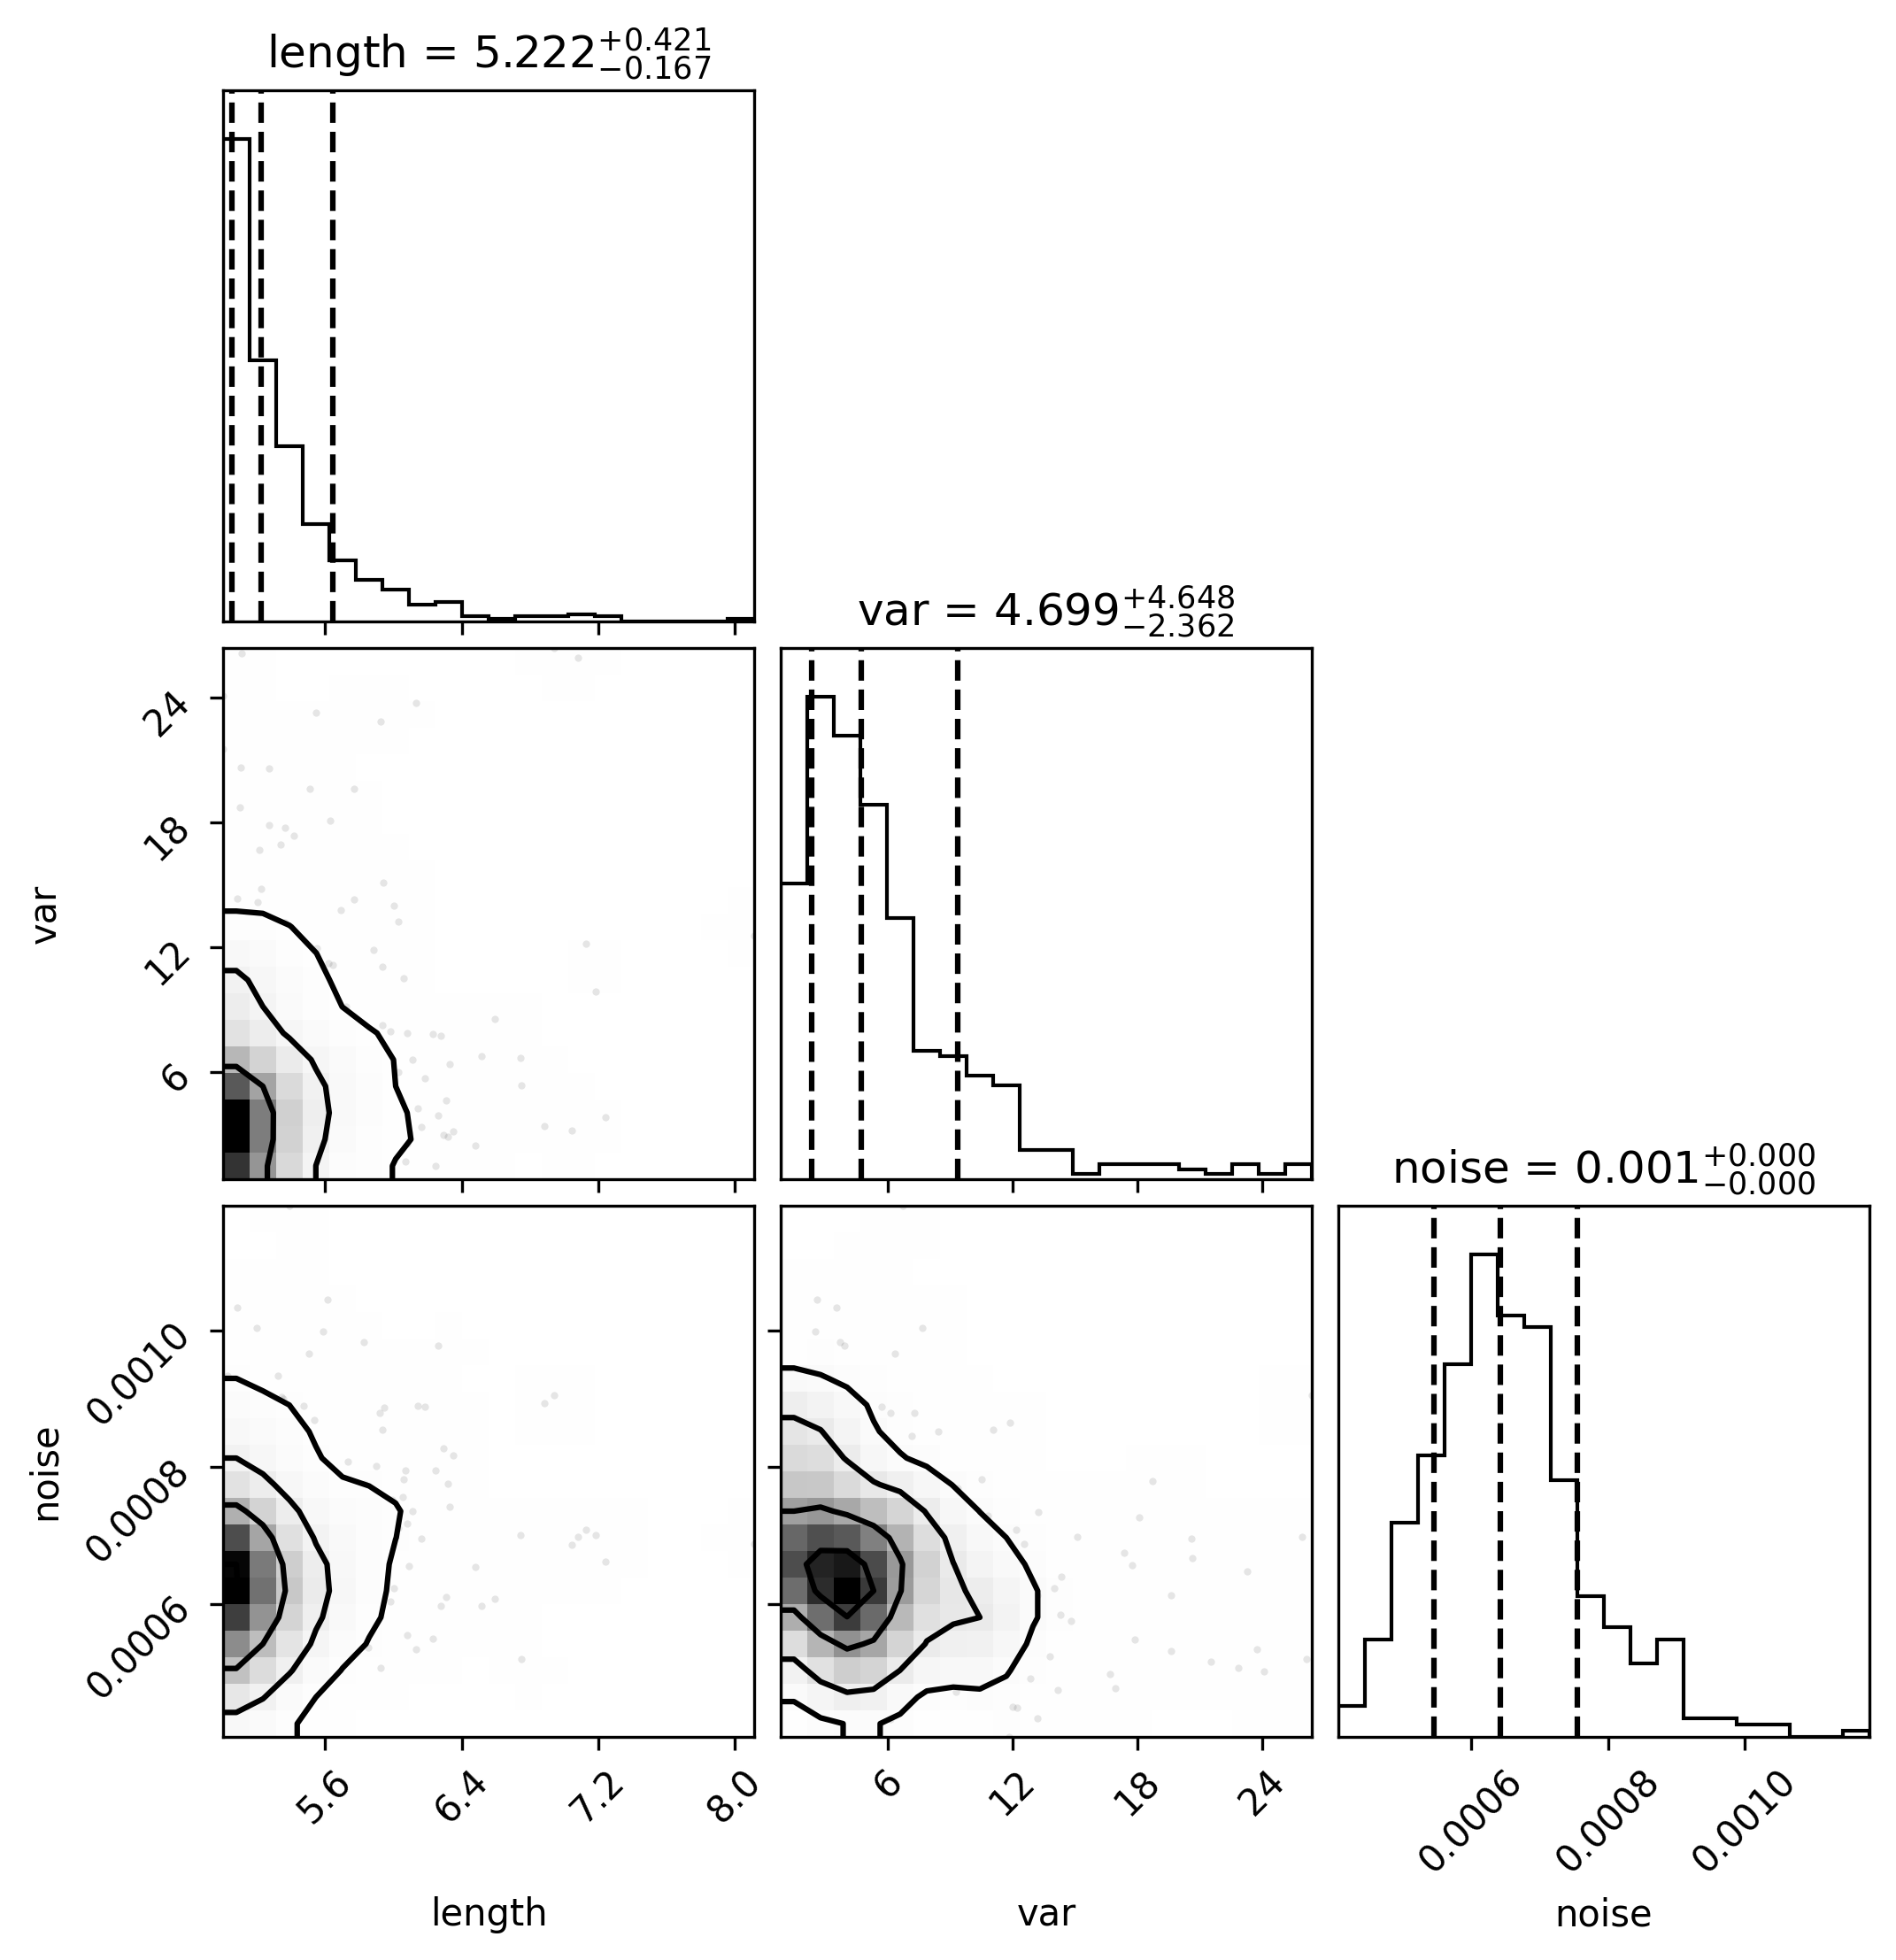 length = 5.222+0.421−0.167
var = 4.699+4.648−2.362
24
18
12
6
var
noise = 0.001+0.000−0.000
0.0010
0.0008
0.0006
noise
5.6 6.4 7.2 8.0
6 12 18 24
0.0006 0.0008 0.0010
length var noise